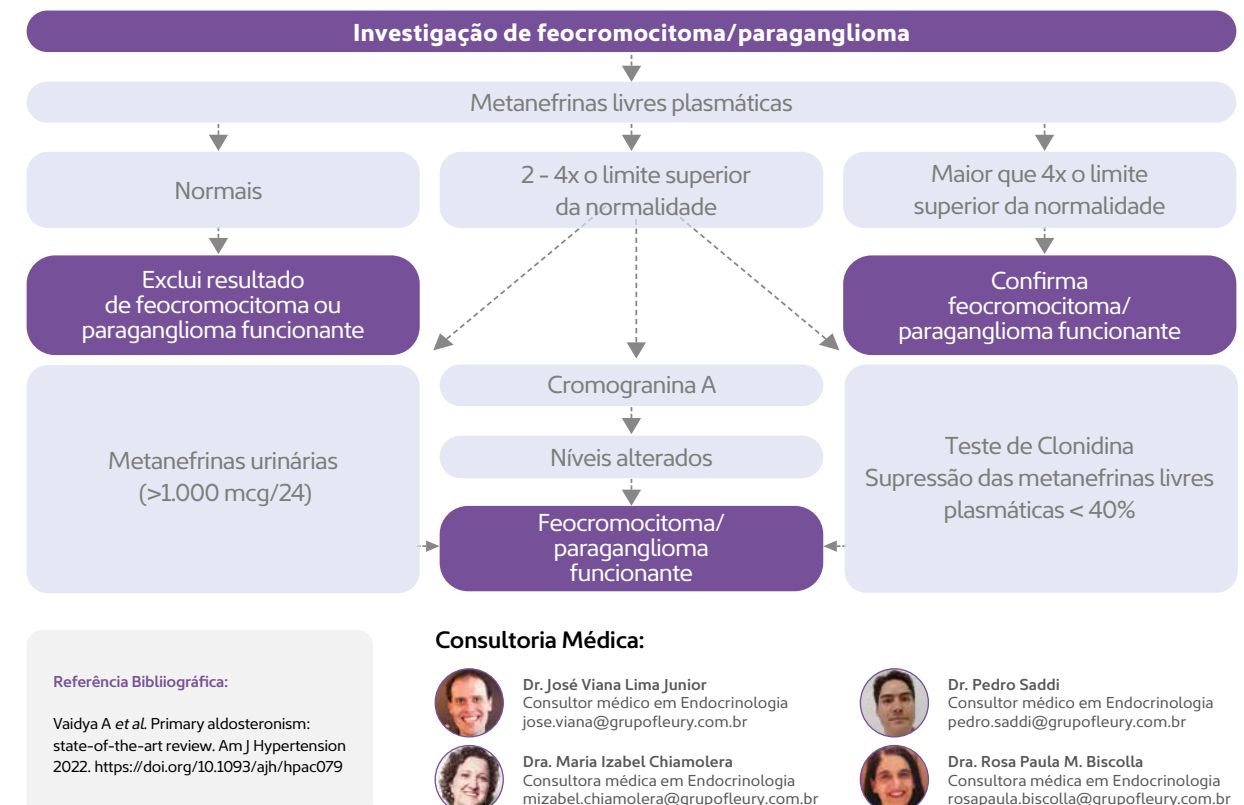 Investigação de feocromocitoma/paraganglioma
Metanefrinas livres plasmáticas
Normais
2 - 4x o limite superior
da normalidade
Maior que 4x o limite
superior da normalidade
Exclui resultado
de feocromocitoma ou
paraganglioma funcionante
Confirma
feocromocitoma/
paraganglioma funcionante
Metanefrinas urinárias
(>1.000 mcg/24)
Cromogranina A
Níveis alterados
Feocromocitoma/
paraganglioma
funcionante
Teste de Clonidina
Supressão das metanefrinas livres
plasmáticas < 40%
Referência Bibliiográfica:
Vaidya A et al. Primary aldosteronism:
state-of-the-art review. Am J Hypertension
2022. https://doi.org/10.1093/ajh/hpac079
Consultoria Médica:
Dr. José Viana Lima Junior
Consultor médico em Endocrinologia
jose.viana@grupofleury.com.br
Dr. Pedro Saddi
Consultor médico em Endocrinologia
pedro.saddi@grupofleury.com.br
Dra. Maria Izabel Chiamolera
Consultora médica em Endocrinologia
mizabel.chiamolera@grupofleury.com.br
Dra. Rosa Paula M. Biscolla
Consultora médica em Endocrinologia
rosapaula.biscolla@grupofleury.com.br